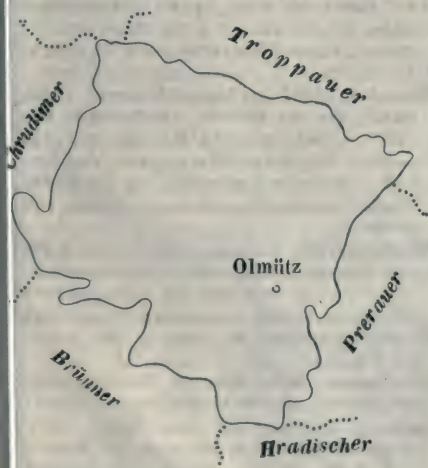 Troppauer
Chrudimer
Olmütz
Prerauer
Brünner
Hradischer